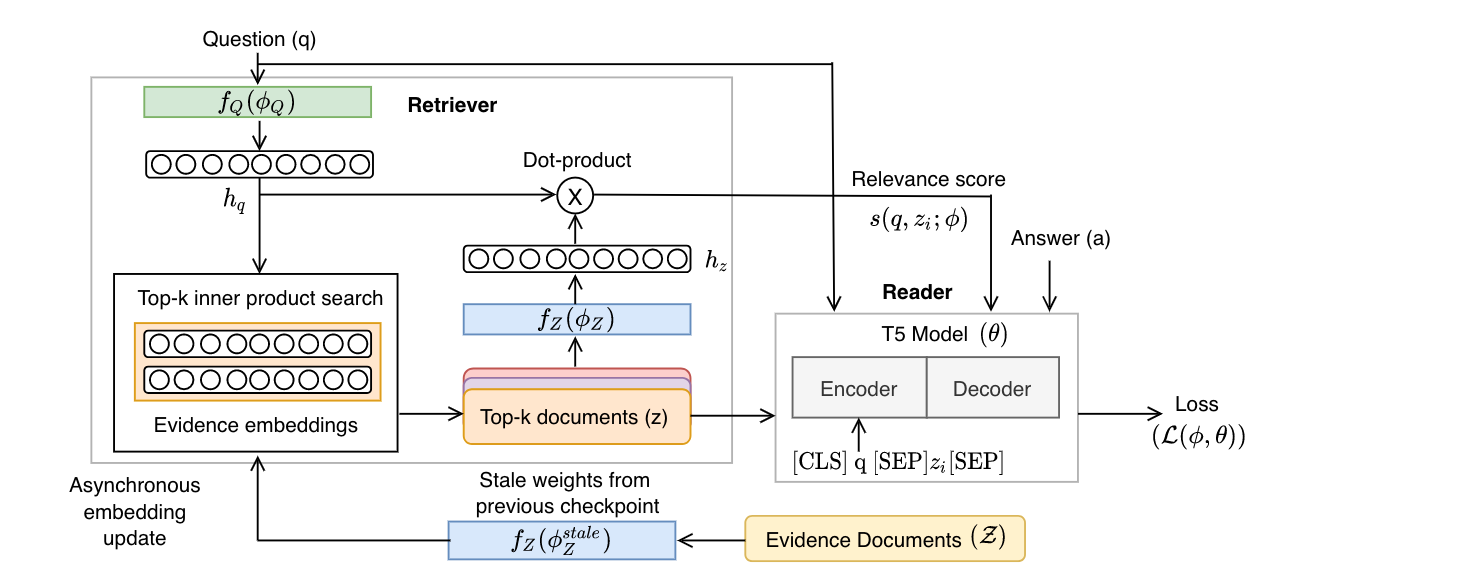 Question (q)
f_Q(ϕ_Q)
Retriever
h_q
Dot-product
X
Relevance score
s(q, z_i; ϕ)
h_z
Answer (a)
Top-k inner product search
Evidence embeddings
f_Z(ϕ_Z)
Top-k documents (z)
Reader
T5 Model (θ)
Encoder
Decoder
[CLS] q [SEP]z_i[SEP]
Loss
(ℒ(ϕ, θ))
Asynchronous
embedding
update
Stale weights from
previous checkpoint
f_Z(ϕ_Z^{stale})
Evidence Documents (𝒵)